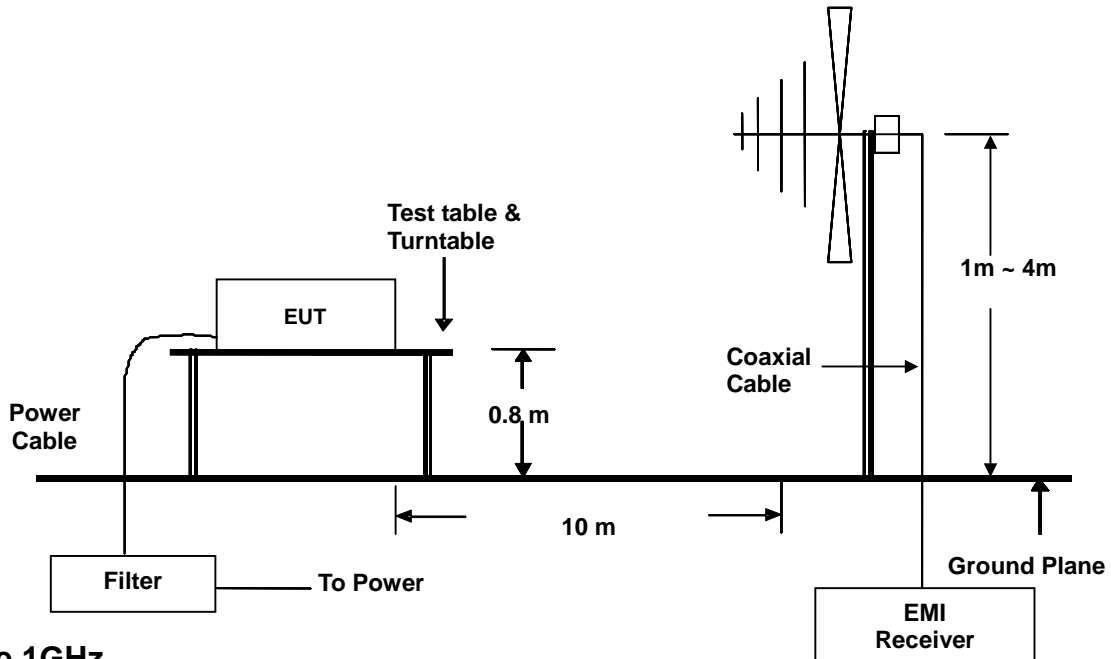 Test table &
Turntable
EUT
1m ~ 4m
Coaxial
Cable
0.8 m
Power
Cable
10 m
Filter
To Power
Ground Plane
EMI
Receiver
1GHz